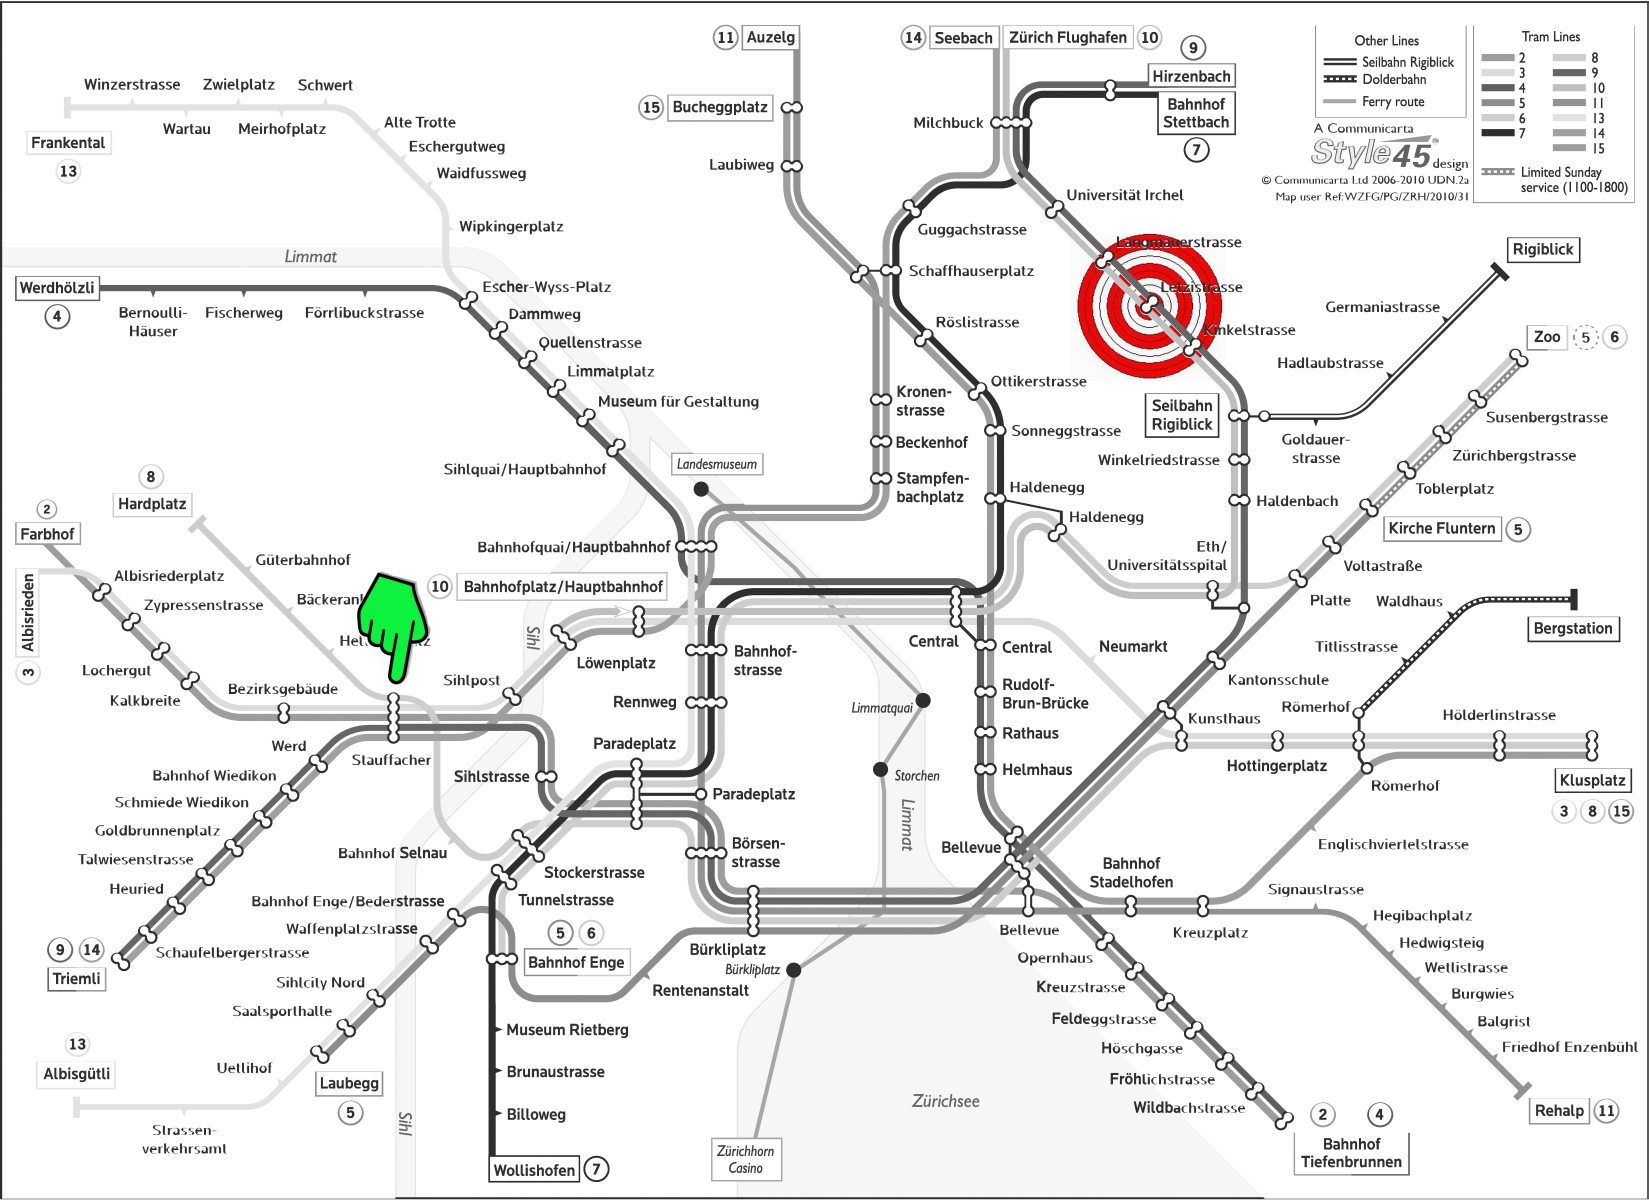 11 Auzelg
14 Seebach
Zürich Flughafen 10
9
Hirzenbach
Bahnhof
Stettbach
7
15 Bucheggplatz
Milchbuck
Laubiweg
Universität Irchel
Guggachstrasse
Langmauerstrasse
Schaffhauserplatz
Letzistrasse
Röslistrasse
Kinkelstrasse
Ottikerstrasse
Kronen-
strasse
Sonneggstrasse
Beckenhof
Stampfen-
bachplatz
Haldenegg
Haldenegg
Seilbahn
Rigiblick
Winkelriedstrasse
Haldenbach
Eth/
Universitätsspital
Other Lines
Seilbahn Rigiblick
Dolderbahn
Ferry route
A Communicarta
Style 45 design
© Communicarta Ltd 2006-2010 UDN.2a
Map user Ref:WZFG/PG/ZRH/2010/31
Tram Lines
2
3
4
5
6
7
8
9
10
11
13
14
15
Limited Sunday
service (1100-1800)
Rigiblick
Germaniastrasse
Hadlaubstrasse
Goldauer-
strasse
Zoo 5 6
Susenbergstrasse
Zürichbergstrasse
Toblerplatz
Kirche Fluntern 5
Voltastraße
Platte
Waldhaus
Bergstation
Titlisstrasse
Römerhof
Kantonsschule
Kunsthaus
Neumarkt
Hottingerplatz
Hölderlinstrasse
Römerhof
Klusplatz
3 8 15
Englischviertelstrasse
Signaustrasse
Hegibachplatz
Hedwigsteig
Wetlistrasse
Burgwies
Balgrist
Friedhof Enzenbühl
Rehalp 11
Winzerstrasse
Zwielplatz
Schwert
Wartau
Meirhofplatz
Frankental
13
Alte Trotte
Eschergutweg
Waidfussweg
Wipkingerplatz
Limmat
Werdhölzli
4
Bernoulli-
Häuser
Fischerweg
Förrlibuckstrasse
Escher-Wyss-Platz
Dammweg
Quellenstrasse
Limmatplatz
Museum für Gestaltung
Sihlquai/Hauptbahnhof
Landesmuseum
Bahnhofquai/Hauptbahnhof
10 Bahnhofplatz/Hauptbahnhof
8
Hardplatz
2
Farbhof
Albisrieden
3
Güterbahnhof
Albisriederplatz
Zypressenstrasse
Lochergut
Kalkbreite
Bezirksgebäude
Sihlpost
Sihl
Löwenplatz
Bahnhof-
strasse
Rennweg
Central
Central
Rudolf-
Brun-Brücke
Rathaus
Helmhaus
Limmatquai
Storchen
Limmat
Paradeplatz
Paradeplatz
Stauffacher
Sihlstrasse
Werd
Bahnhof Wiedikon
Schmiede Wiedikon
Goldbrunnenplatz
Talwiesenstrasse
Heuried
Schaufelbergerstrasse
9 14
Triemli
Bahnhof Selnau
Börsen-
strasse
Stockerstrasse
Tunnelstrasse
Bahnhof Enge/Bederstrasse
Waffenplatzstrasse
Sihlcity Nord
Saalsporthalle
Uetlihof
Laubegg
5
13
Albisgütli
Strassen-
verkehrsamt
Sihl
5 6
Bahnhof Enge
Rentenanstalt
Bürkliplatz
Bürkliplatz
Museum Rietberg
Brunaustrasse
Billoweg
Wollishofen 7
Zürichhorn
Casino
Zürichsee
Bellevue
Bellevue
Bahnhof
Stadelhofen
Kreuzplatz
Opernhaus
Kreuzstrasse
Feldeggstrasse
Höschgasse
Fröhlichstrasse
Wildbachstrasse
2 4
Bahnhof
Tiefenbrunnen